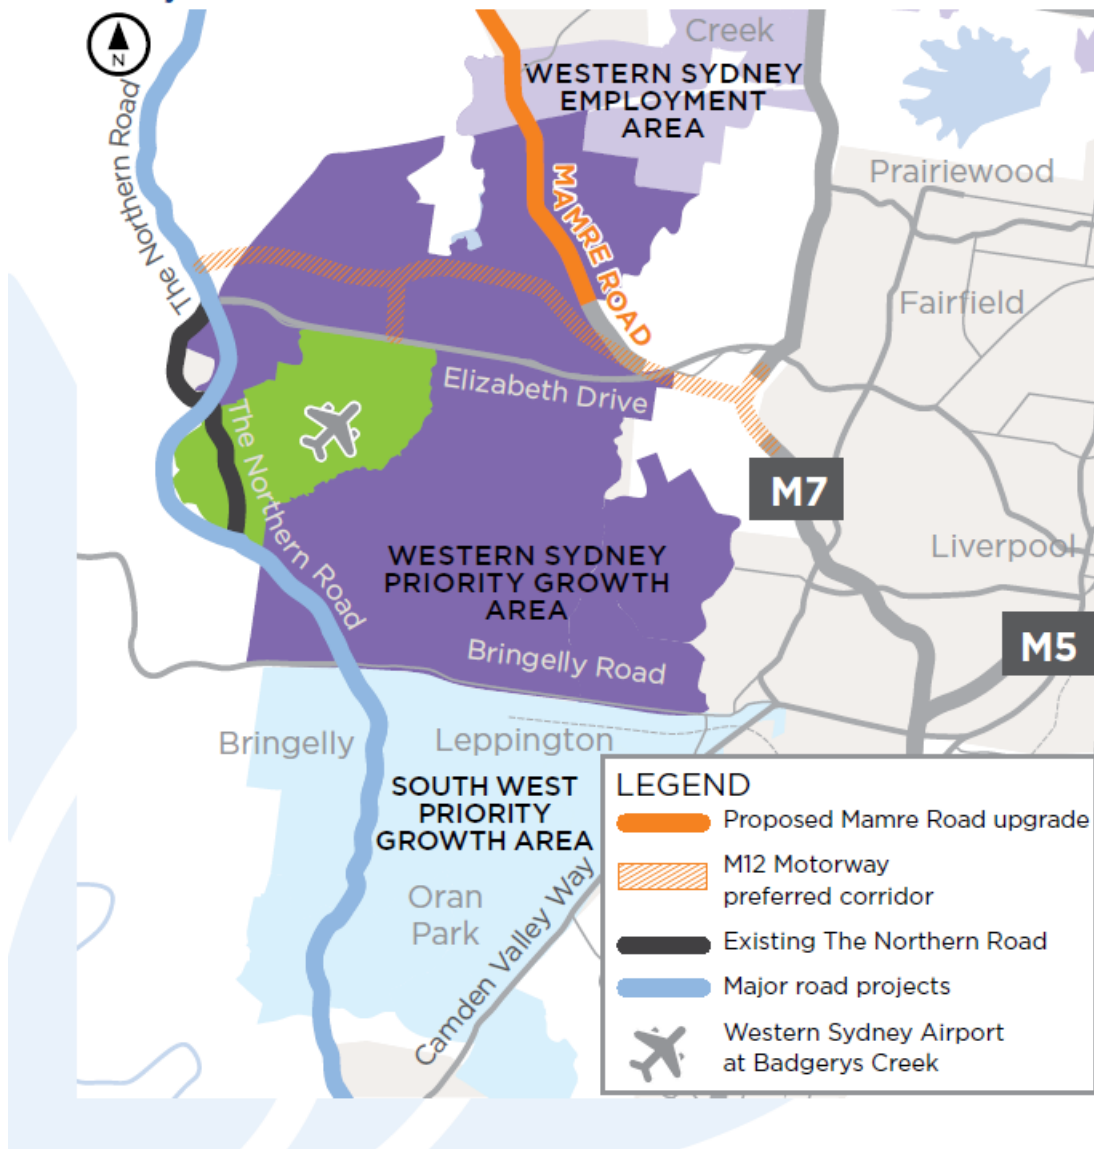 N
Creek
WESTERN SYDNEY
EMPLOYMENT
AREA
The Northern Road
Prairiewood
MAMRE ROAD
Fairfield
Elizabeth Drive
The Northern Road
M7
WESTERN SYDNEY
PRIORITY GROWTH
AREA
Liverpool
M5
Bringelly Road
Bringelly
Leppington
SOUTH WEST
PRIORITY
GROWTH AREA
Oran
Park
Camden Valley Way
LEGEND
Proposed Mamre Road upgrade
M12 Motorway
preferred corridor
Existing The Northern Road
Major road projects
Western Sydney Airport
at Badgerys Creek